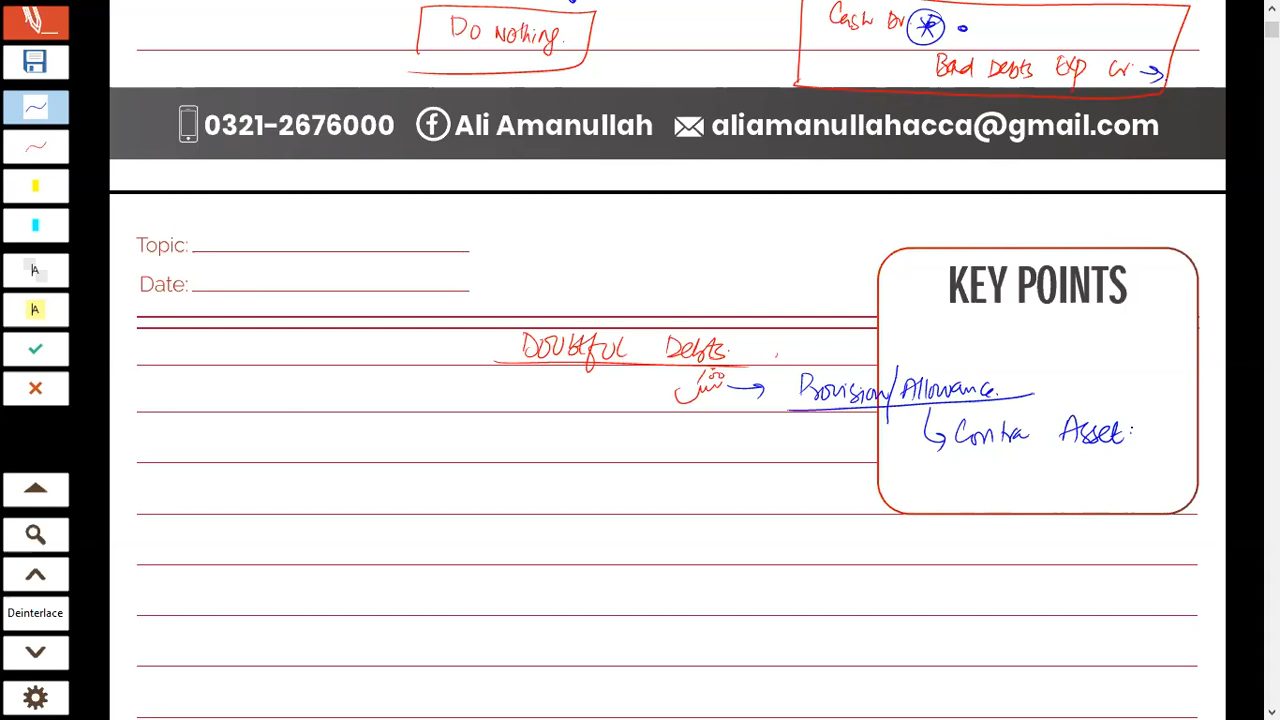 Do Nothing.
Cash Dr.
Bad Debts Exp Cr.
0321-2676000 Ali Amanullah aliamanullahacca@gmail.com
Topic:
Date:
KEY POINTS
Doubtful Debts.
Provision/Allowance.
Contra Asset:
Deinterlace